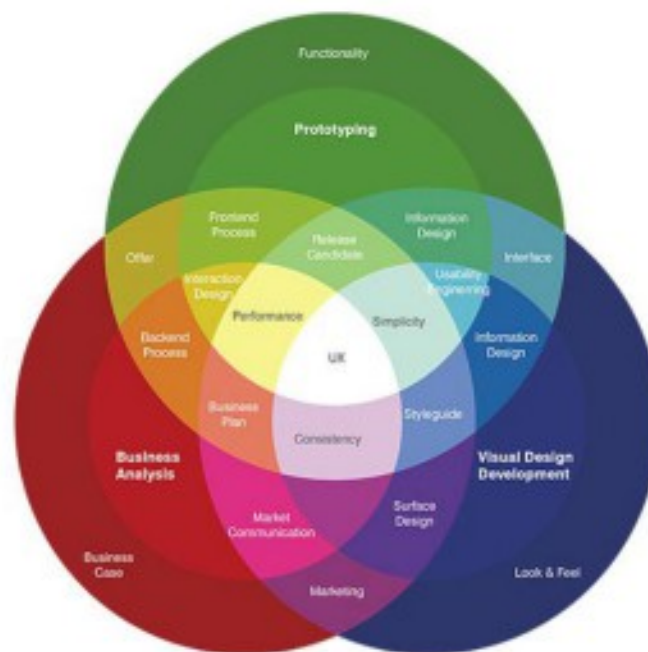 Functionality
Prototyping
Frontend
Process
Information
Design
Release
Candidate
Offer
Interface
Interaction
Design
Usability
Enginerring
Performance
Simplicity
Backend
Process
Information
Design
UX
Business
Plan
Styleguide
Consistency
Business
Analysis
Visual Design
Development
Market
Communication
Surface
Design
Business
Case
Look & Feel
Marketing